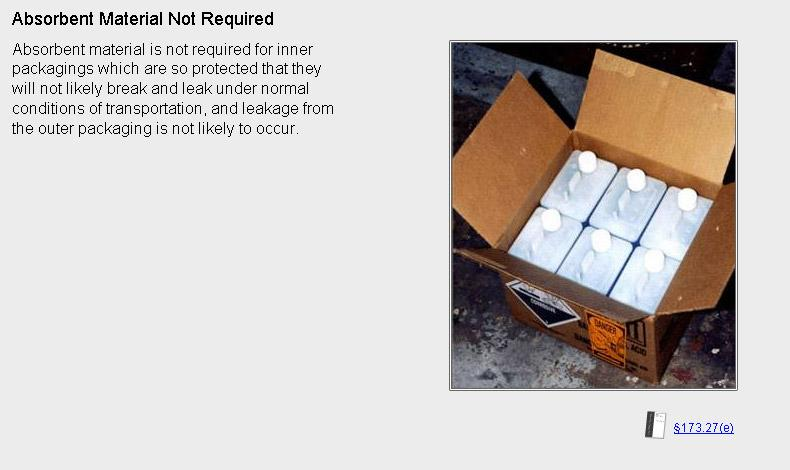 Absorbent Material Not Required
Absorbent material is not required for inner
packagings which are so protected that they
will not likely break and leak under normal
conditions of transportation, and leakage from
the outer packaging is not likely to occur.
CORROSIVE
DANGER
ACID
§173.27(e)